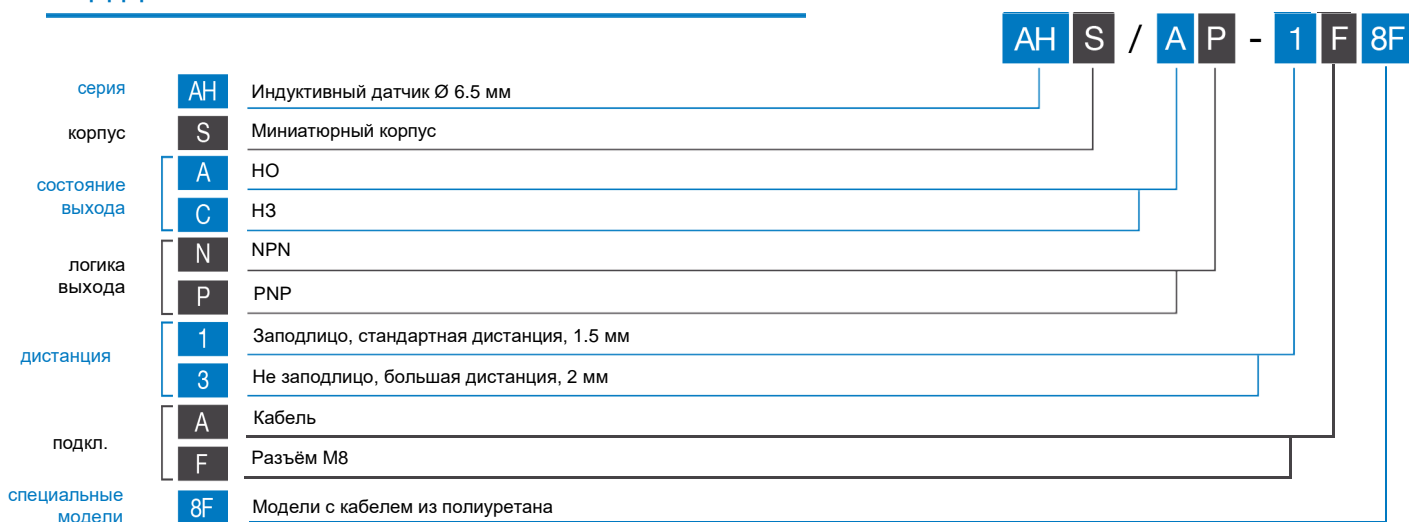 AH S / A P - 1 F 8F
серия AH Индуктивный датчик Ø 6.5 мм
корпус S Миниатюрный корпус
состояние выхода
A НО
C НЗ
логика выхода
N NPN
P PNP
дистанция
1 Заподлицо, стандартная дистанция, 1.5 мм
3 Не заподлицо, большая дистанция, 2 мм
подкл.
A Кабель
F Разъём M8
специальные модели
8F Модели с кабелем из полиуретана